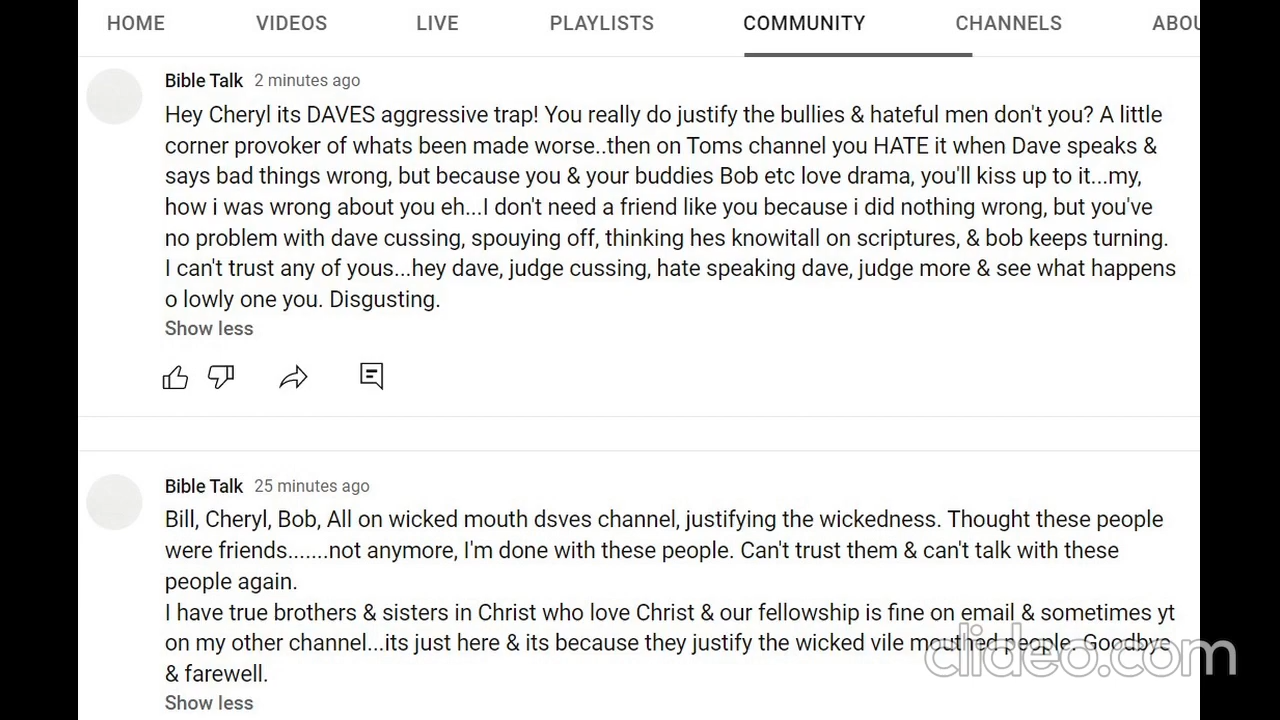 HOME VIDEOS LIVE PLAYLISTS COMMUNITY CHANNELS ABOU
Bible Talk 2 minutes ago
Hey Cheryl its DAVES aggressive trap! You really do justify the bullies & hateful men don't you? A little
corner provoker of whats been made worse..then on Toms channel you HATE it when Dave speaks &
says bad things wrong, but because you & your buddies Bob etc love drama, you'll kiss up to it...my,
how i was wrong about you eh...I don't need a friend like you because i did nothing wrong, but you've
no problem with dave cussing, spouying off, thinking hes knowitall on scriptures, & bob keeps turning.
I can't trust any of yous...hey dave, judge cussing, hate speaking dave, judge more & see what happens
o lowly one you. Disgusting.
Show less
Bible Talk 25 minutes ago
Bill, Cheryl, Bob, All on wicked mouth dsves channel, justifying the wickedness. Thought these people
were friends.......not anymore, I'm done with these people. Can't trust them & can't talk with these
people again.
I have true brothers & sisters in Christ who love Christ & our fellowship is fine on email & sometimes yt
on my other channel...its just here & its because they justify the wicked vile mouthed people. Goodbye
& farewell.
Show less
clideo.com